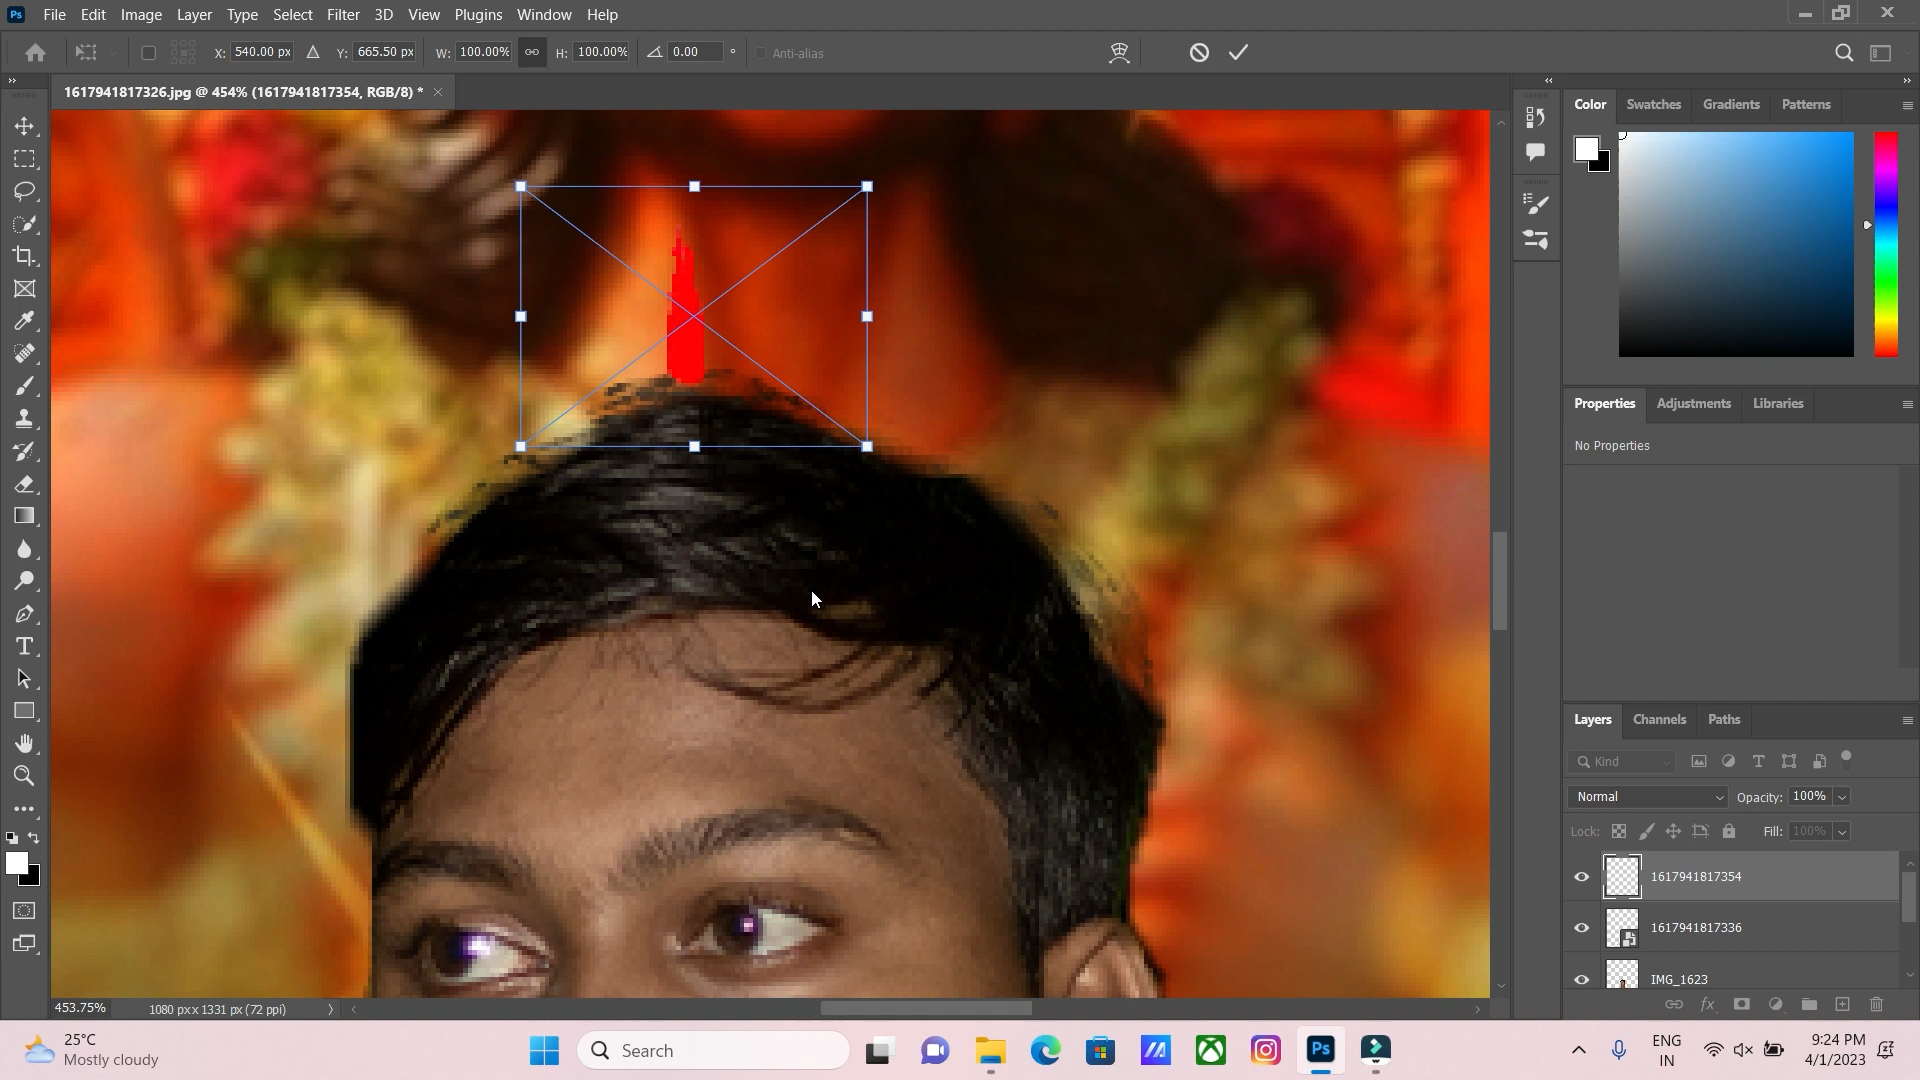 File Edit Image Layer Type Select Filter 3D View Plugins Window Help
X: 540.00 px Y: 665.50 px W: 100.00% H: 100.00% 0.00 ° Anti-alias
1617941817326.jpg @ 454% (1617941817354, RGB/8) *
Color Swatches Gradients Patterns
Properties Adjustments Libraries
No Properties
Layers Channels Paths
Kind
Normal Opacity: 100%
Lock: Fill: 100%
1617941817354
1617941817336
IMG_1623
453.75% 1080 px x 1331 px (72 ppi)
25°C
Mostly cloudy
Search
ENG
IN
9:24 PM
4/1/2023